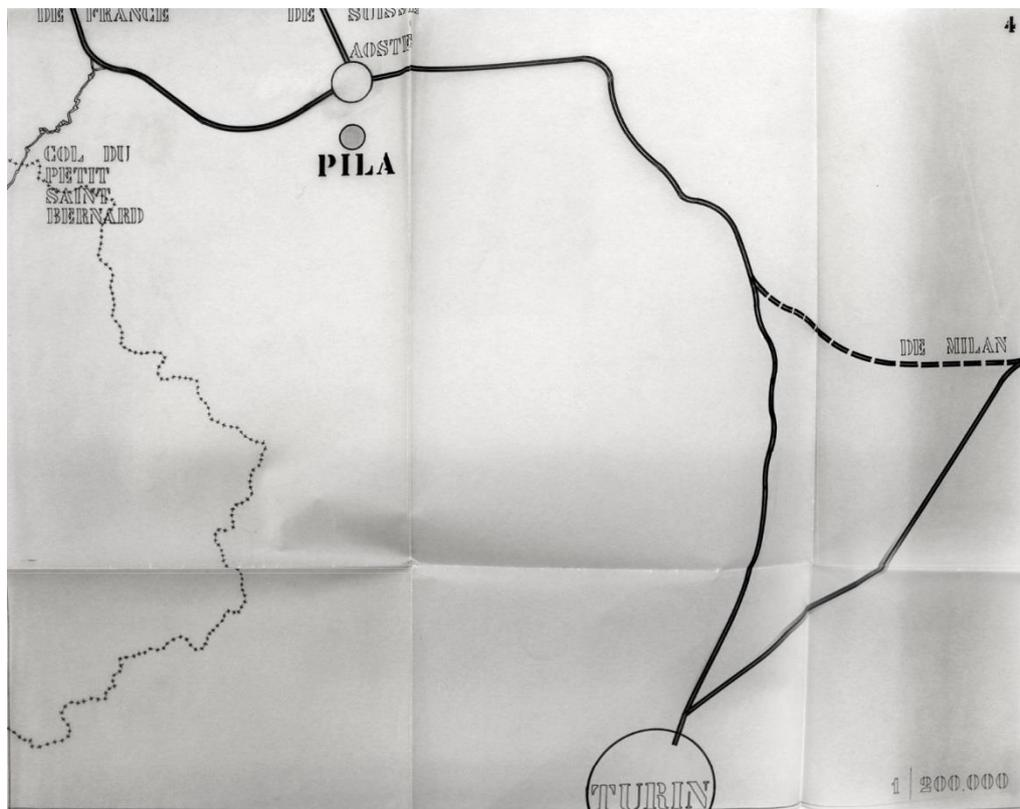 DE FRANCE
DE SUISSE
4
AOSTE
PILA
COL DU
PETIT
SAINT
BERNARD
DE MILAN
TURIN
1 | 200.000